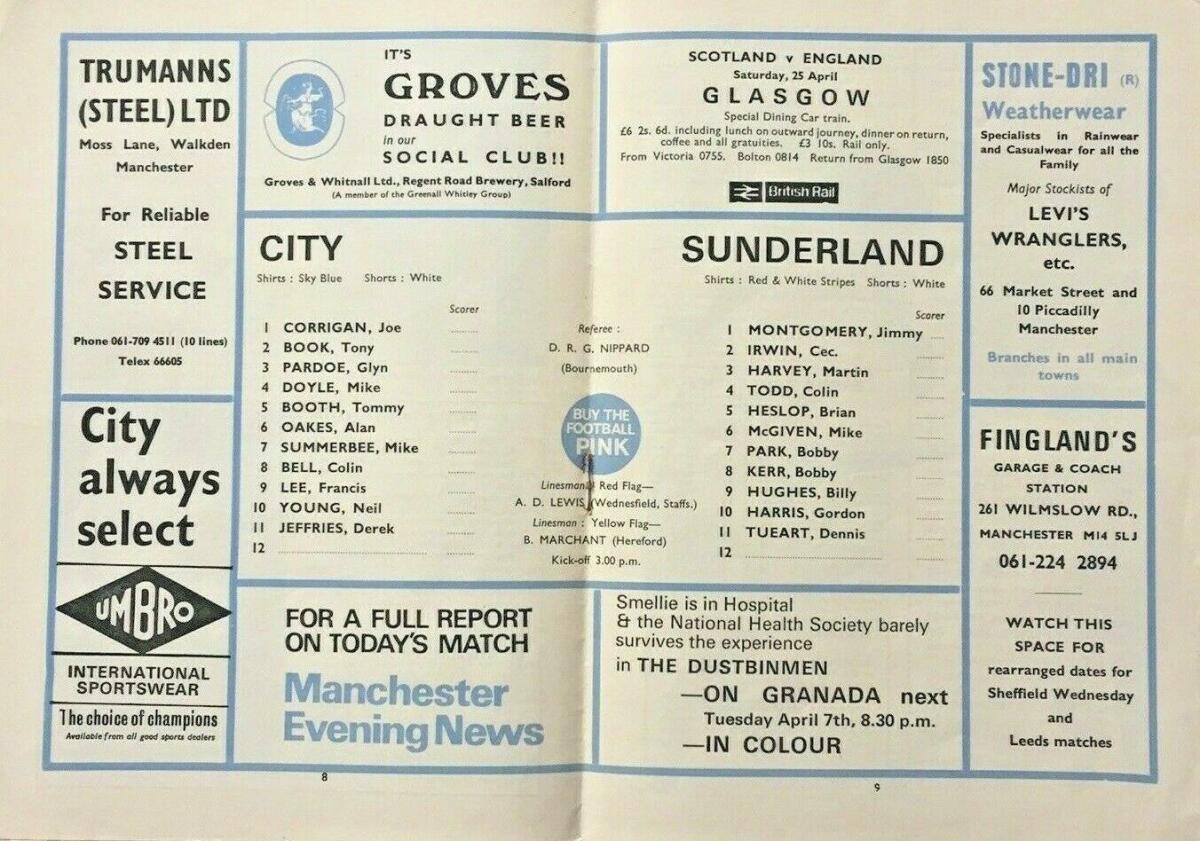 TRUMANNS
(STEEL) LTD
Moss Lane, Walkden
Manchester
For Reliable
STEEL
SERVICE
Phone 061-709 4511 (10 lines)
Telex 66605
City
always
select
UMBRO
INTERNATIONAL
SPORTSWEAR
The choice of champions
Available from all good sports dealers
IT'S
GROVES
DRAUGHT BEER
in our
SOCIAL CLUB!!
Groves & Whitnall Ltd., Regent Road Brewery, Salford
(A member of the Greenall Whitley Group)
SCOTLAND v ENGLAND
Saturday, 25 April
GLASGOW
Special Dining Car train.
£6 2s. 6d. including lunch on outward journey, dinner on return,
coffee and all gratuities. £3 10s. Rail only.
From Victoria 0755. Bolton 0814 Return from Glasgow 1850
British Rail
CITY
Shirts : Sky Blue Shorts : White
Scorer
1 CORRIGAN, Joe
2 BOOK, Tony
3 PARDOE, Glyn
4 DOYLE, Mike
5 BOOTH, Tommy
6 OAKES, Alan
7 SUMMERBEE, Mike
8 BELL, Colin
9 LEE, Francis
10 YOUNG, Neil
11 JEFFRIES, Derek
12
Referee :
D. R. G. NIPPARD
(Bournemouth)
BUY THE
FOOTBALL
PINK
Linesman : Red Flag—
A. D. LEWIS (Wednesfield, Staffs.)
Linesman : Yellow Flag—
B. MARCHANT (Hereford)
Kick-off 3.00 p.m.
SUNDERLAND
Shirts : Red & White Stripes Shorts : White
Scorer
1 MONTGOMERY, Jimmy
2 IRWIN, Cec.
3 HARVEY, Martin
4 TODD, Colin
5 HESLOP, Brian
6 McGIVEN, Mike
7 PARK, Bobby
8 KERR, Bobby
9 HUGHES, Billy
10 HARRIS, Gordon
11 TUEART, Dennis
12
FOR A FULL REPORT
ON TODAY'S MATCH
Manchester
Evening News
Smellie is in Hospital
& the National Health Society barely
survives the experience
in THE DUSTBINMEN
—ON GRANADA next
Tuesday April 7th, 8.30 p.m.
—IN COLOUR
STONE-DRI (R)
Weatherwear
Specialists in Rainwear
and Casualwear for all the
Family
Major Stockists of
LEVI'S
WRANGLERS,
etc.
66 Market Street and
10 Piccadilly
Manchester
Branches in all main
towns
FINGLAND'S
GARAGE & COACH
STATION
261 WILMSLOW RD.,
MANCHESTER M14 5LJ
061-224 2894
WATCH THIS
SPACE FOR
rearranged dates for
Sheffield Wednesday
and
Leeds matches
8
9